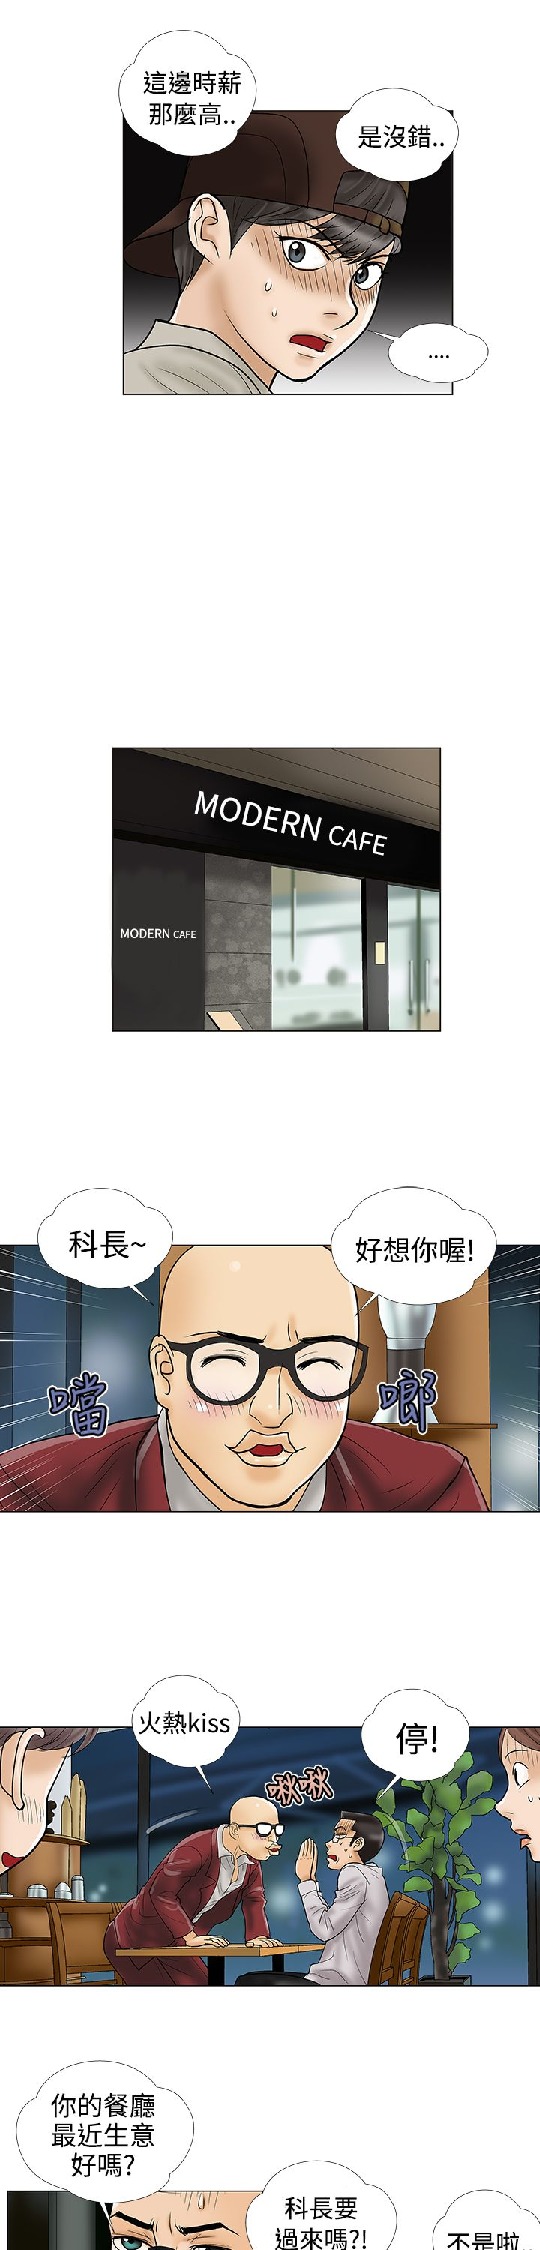 這邊時薪
那麼高..
是沒錯..
....
MODERN CAFE
MODERN CAFE
科長~
好想你喔!
噹
啷
火熱kiss
停!
啾啾
你的餐廳
最近生意
好嗎?
科長要
過來嗎?!
不是啦..